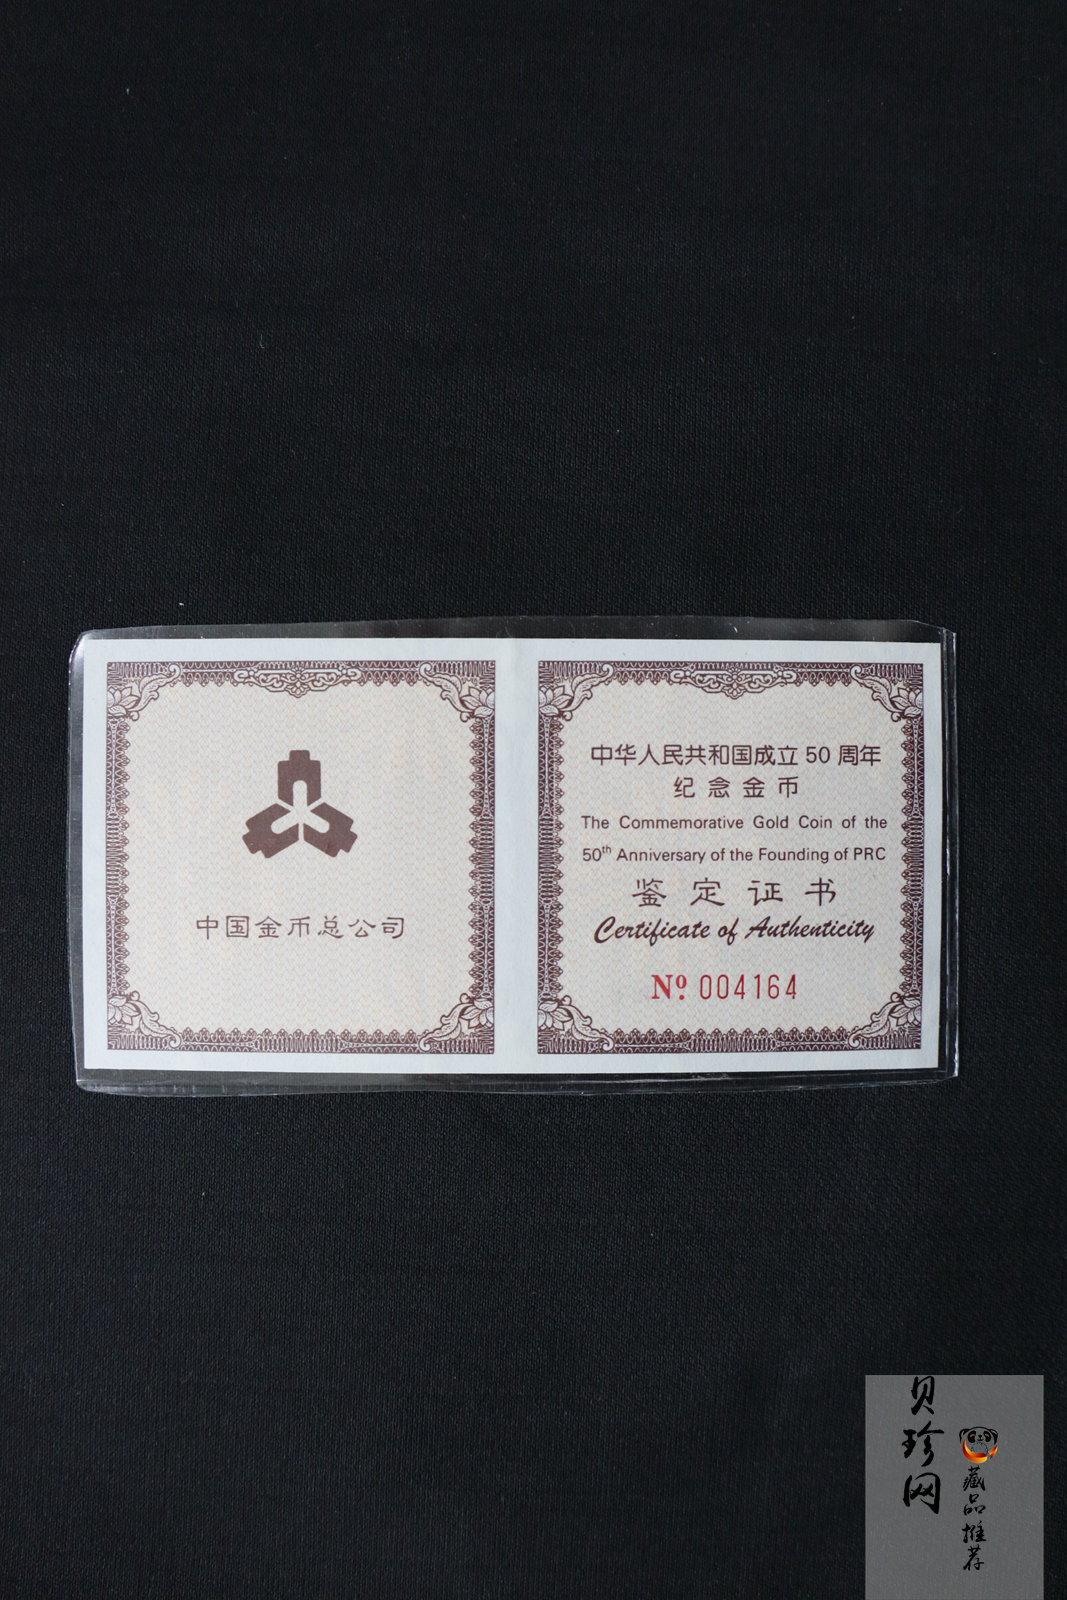 中国金币总公司
中华人民共和国成立50周年
纪念金币
The Commemorative Gold Coin of the
50th Anniversary of the Founding of PRC
鉴定证书
Certificate of Authenticity
Nº 004164
贝珍网
藏品推荐